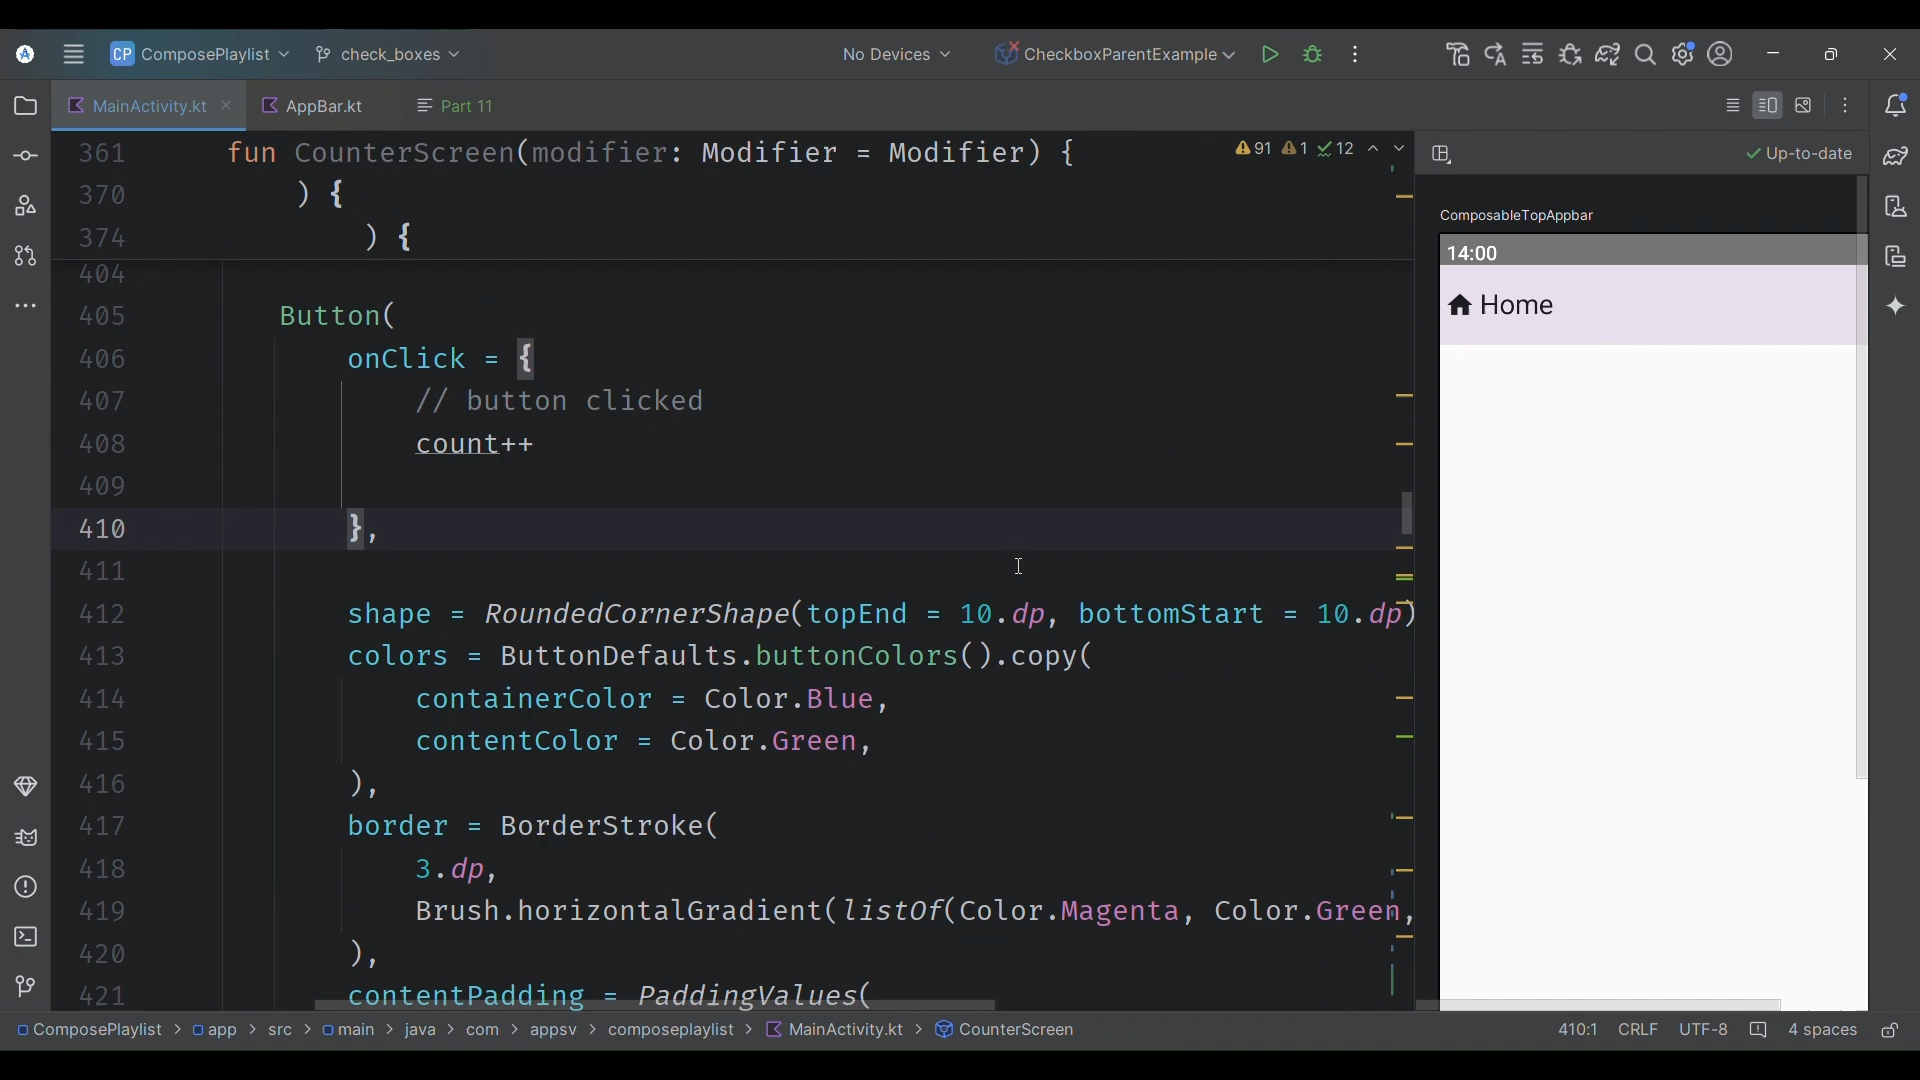 CP ComposePlaylist check_boxes No Devices CheckboxParentExample
MainActivity.kt AppBar.kt Part 11
361 fun CounterScreen(modifier: Modifier = Modifier) { 91 1 12 Up-to-date
370 ) {
ComposableTopAppbar
374 ) {
14:00
404
Home
405 Button(
406 onClick = {
407 // button clicked
408 count++
409
410 },
411
412 shape = RoundedCornerShape(topEnd = 10.dp, bottomStart = 10.dp)
413 colors = ButtonDefaults.buttonColors().copy(
414 containerColor = Color.Blue,
415 contentColor = Color.Green,
416 ),
417 border = BorderStroke(
418 3.dp,
419 Brush.horizontalGradient(listOf(Color.Magenta, Color.Green,
420 ),
421 contentPadding = PaddingValues(
ComposePlaylist > app > src > main > java > com > appsv > composeplaylist > MainActivity.kt > CounterScreen 410:1 CRLF UTF-8 4 spaces